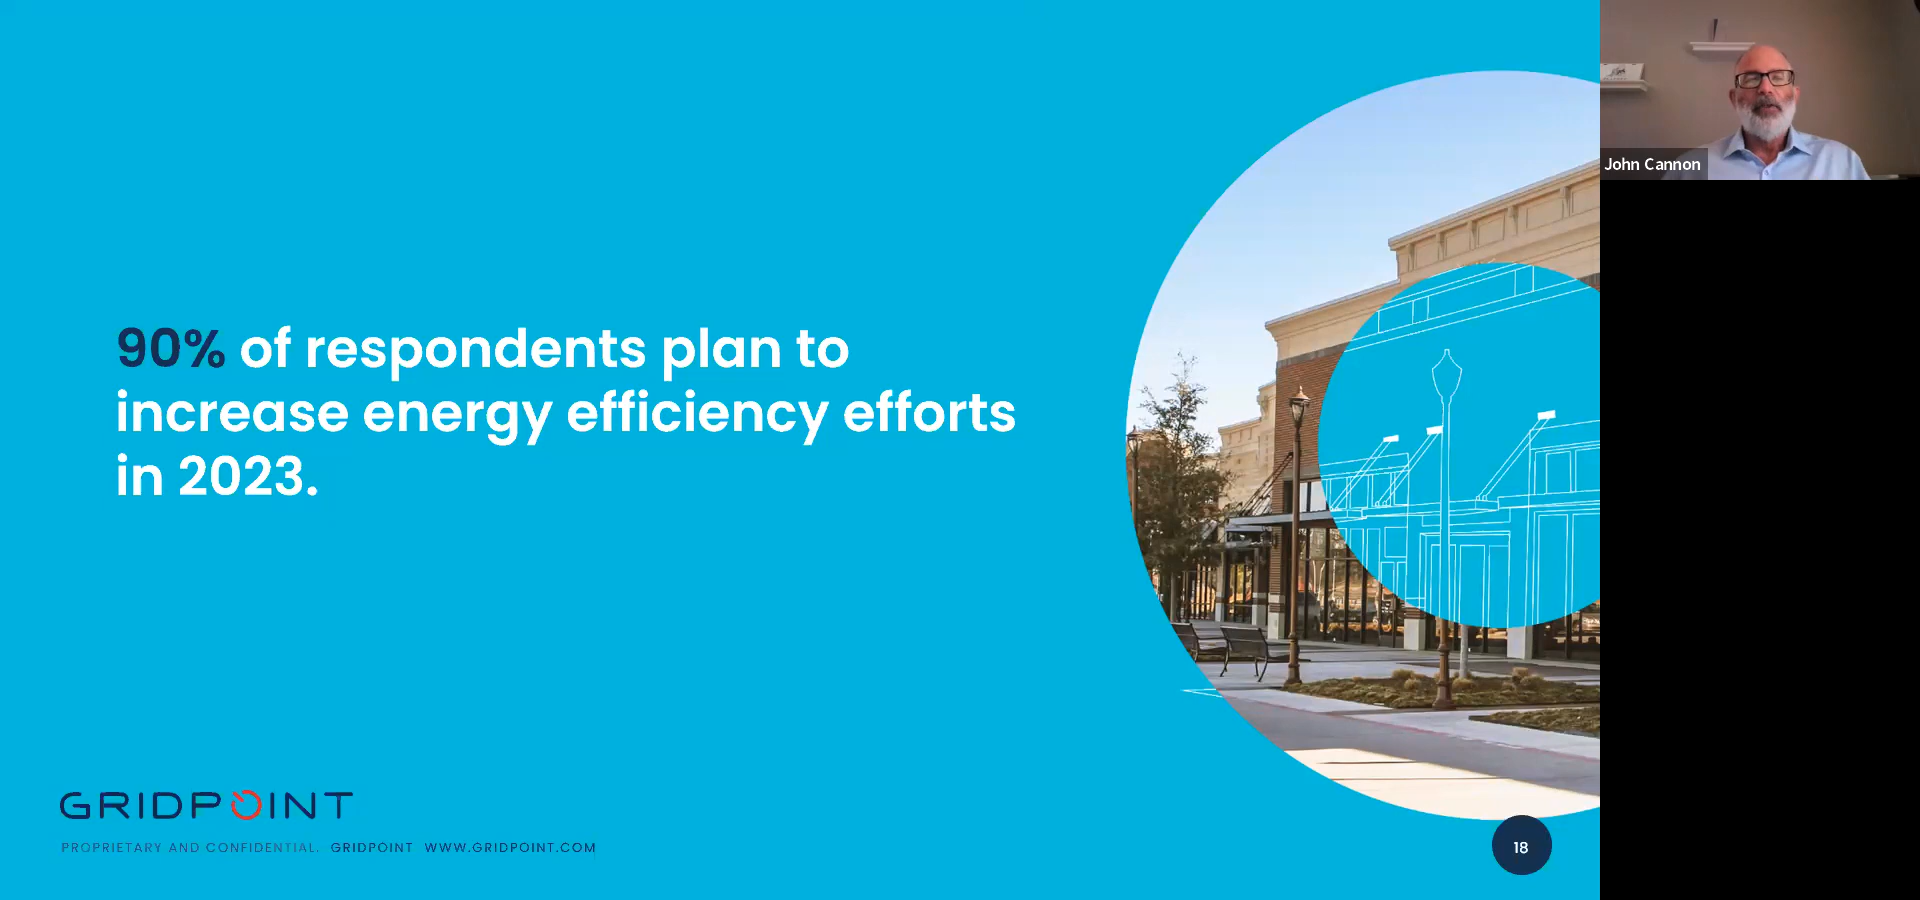 90% of respondents plan to
increase energy efficiency efforts
in 2023.
GRIDPOINT
PROPRIETARY AND CONFIDENTIAL. GRIDPOINT WWW.GRIDPOINT.COM
18
John Cannon